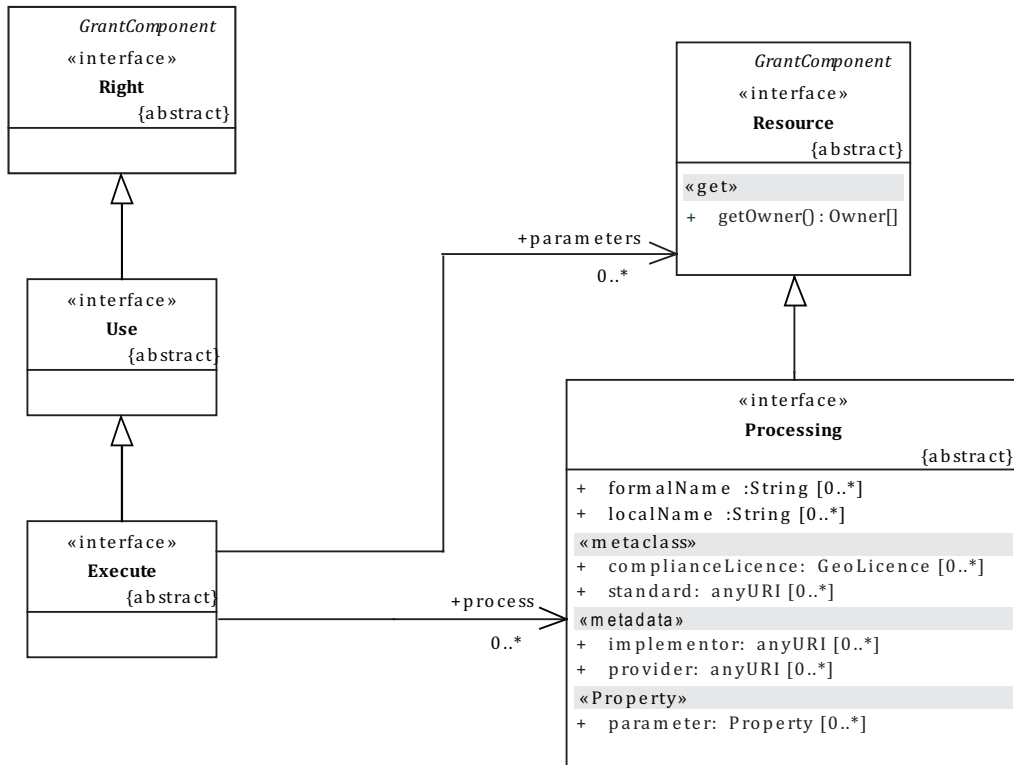 GrantComponent
«interface»
Right
{abstract}
GrantComponent
«interface»
Resource
{abstract}
«get»
+ getOwner() : Owner[]
+parameters
0..*
«interface»
Use
{abstract}
«interface»
Processing
{abstract}
+ formalName :String [0..*]
+ localName :String [0..*]
«metaclass»
+ complianceLicence: GeoLicence [0..*]
+ standard: anyURI [0..*]
«metadata»
+ implementor: anyURI [0..*]
+ provider: anyURI [0..*]
«Property»
+ parameter: Property [0..*]
«interface»
Execute
{abstract}
+process
0..*